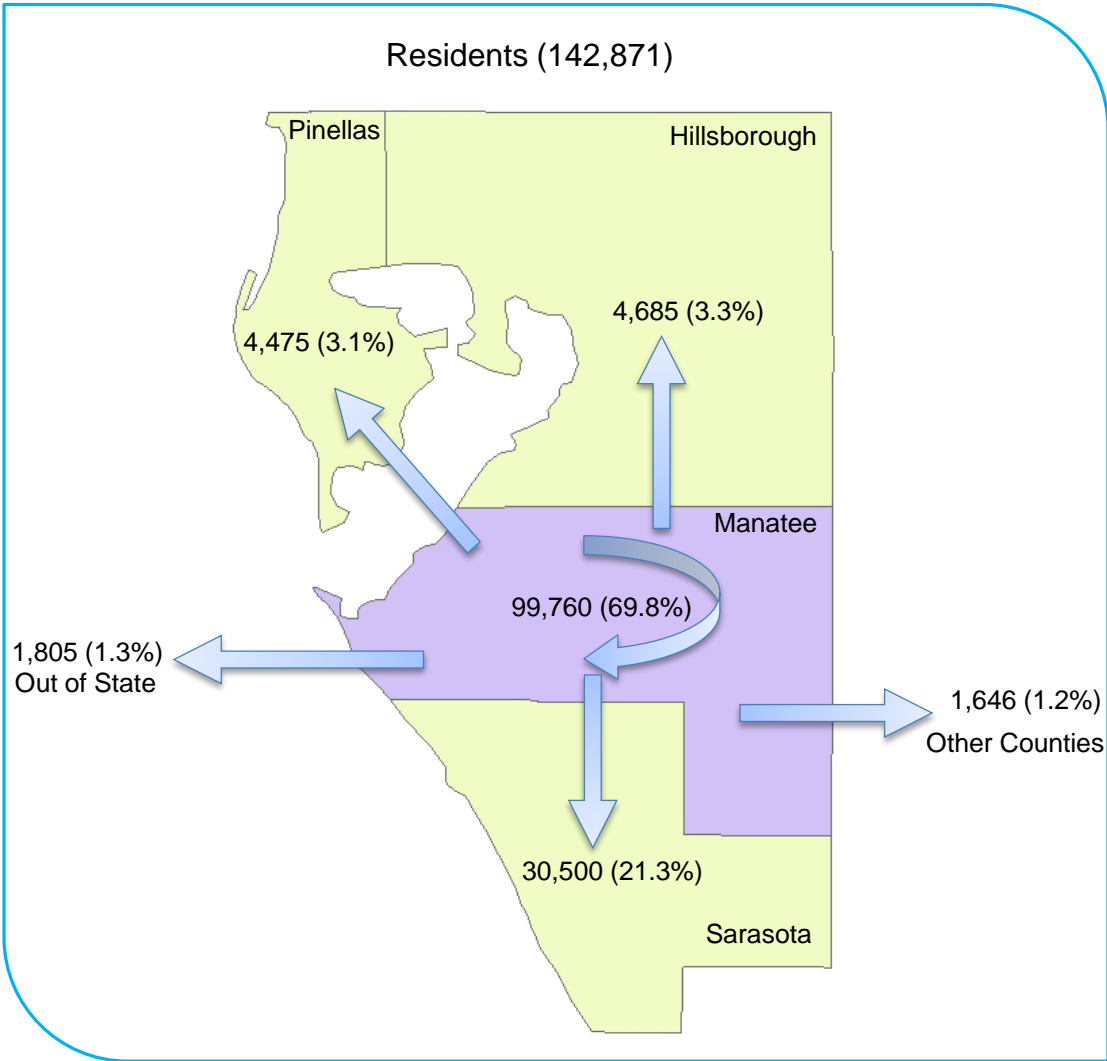 Residents (142,871)
Pinellas
Hillsborough
4,685 (3.3%)
4,475 (3.1%)
Manatee
99,760 (69.8%)
1,805 (1.3%)
Out of State
1,646 (1.2%)
Other Counties
30,500 (21.3%)
Sarasota